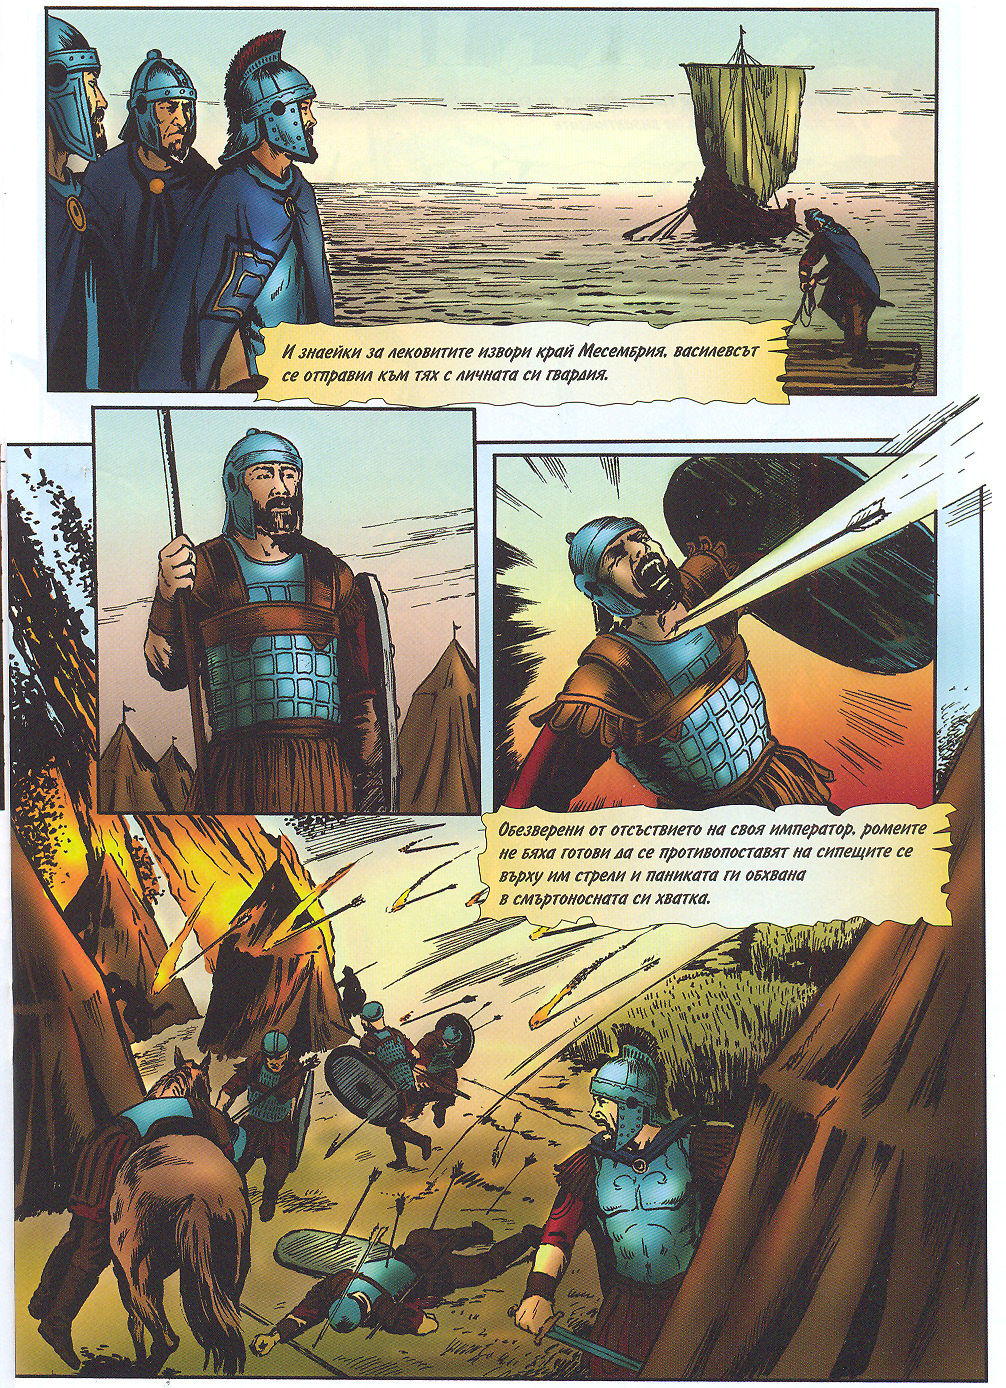 И знаейки за лековитите извори край Месембрия, василевсът
се отправил към тях с личната си гвардия.
Обезверени от отсъствието на своя император, ромеите
не бяха готови да се противопоставят на сипещите се
върху им стрели и паниката ги обхвана
в смъртоносната си хватка.